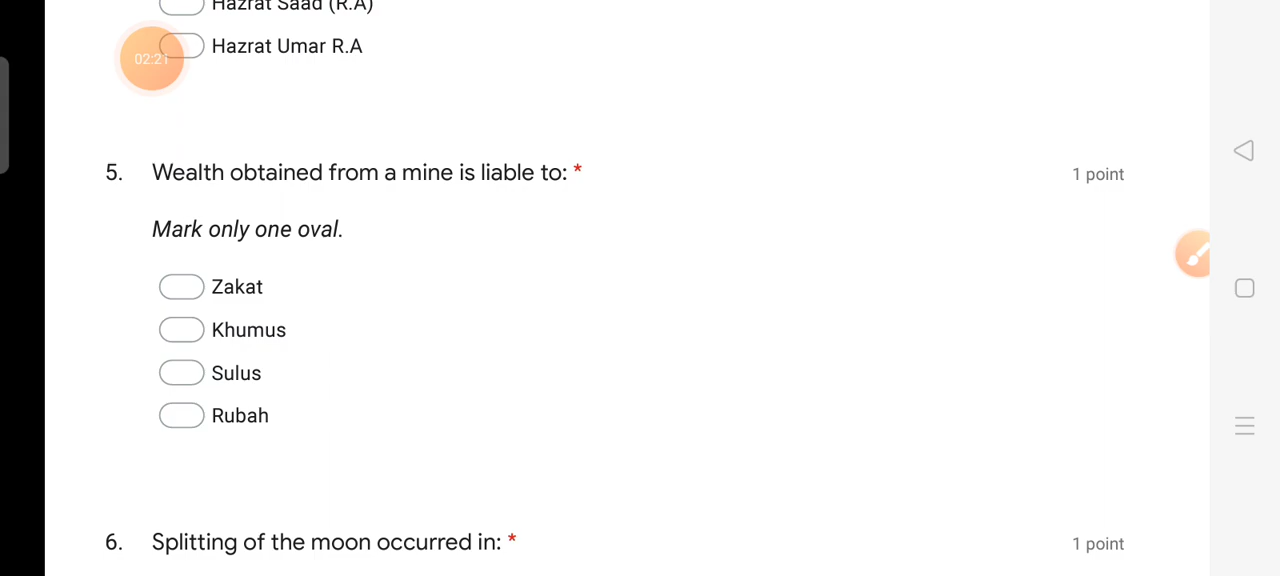 Hazrat Saad (R.A)
02:21
Hazrat Umar R.A
5. Wealth obtained from a mine is liable to: *
1 point
Mark only one oval.
Zakat
Khumus
Sulus
Rubah
6. Splitting of the moon occurred in: *
1 point